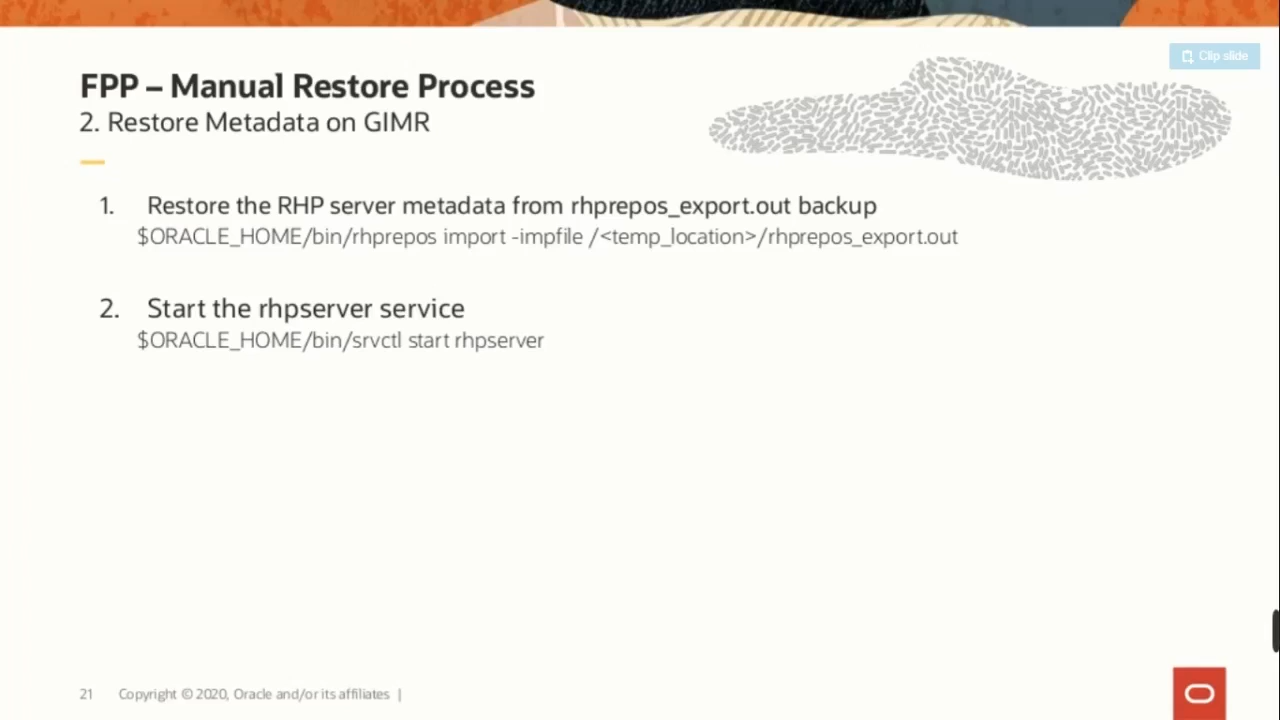 Clip slide
FPP – Manual Restore Process
2. Restore Metadata on GIMR
1. Restore the RHP server metadata from rhprepos_export.out backup
$ORACLE_HOME/bin/rhprepos import -impfile /<temp_location>/rhprepos_export.out
2. Start the rhpserver service
$ORACLE_HOME/bin/srvctl start rhpserver
21 Copyright © 2020, Oracle and/or its affiliates |